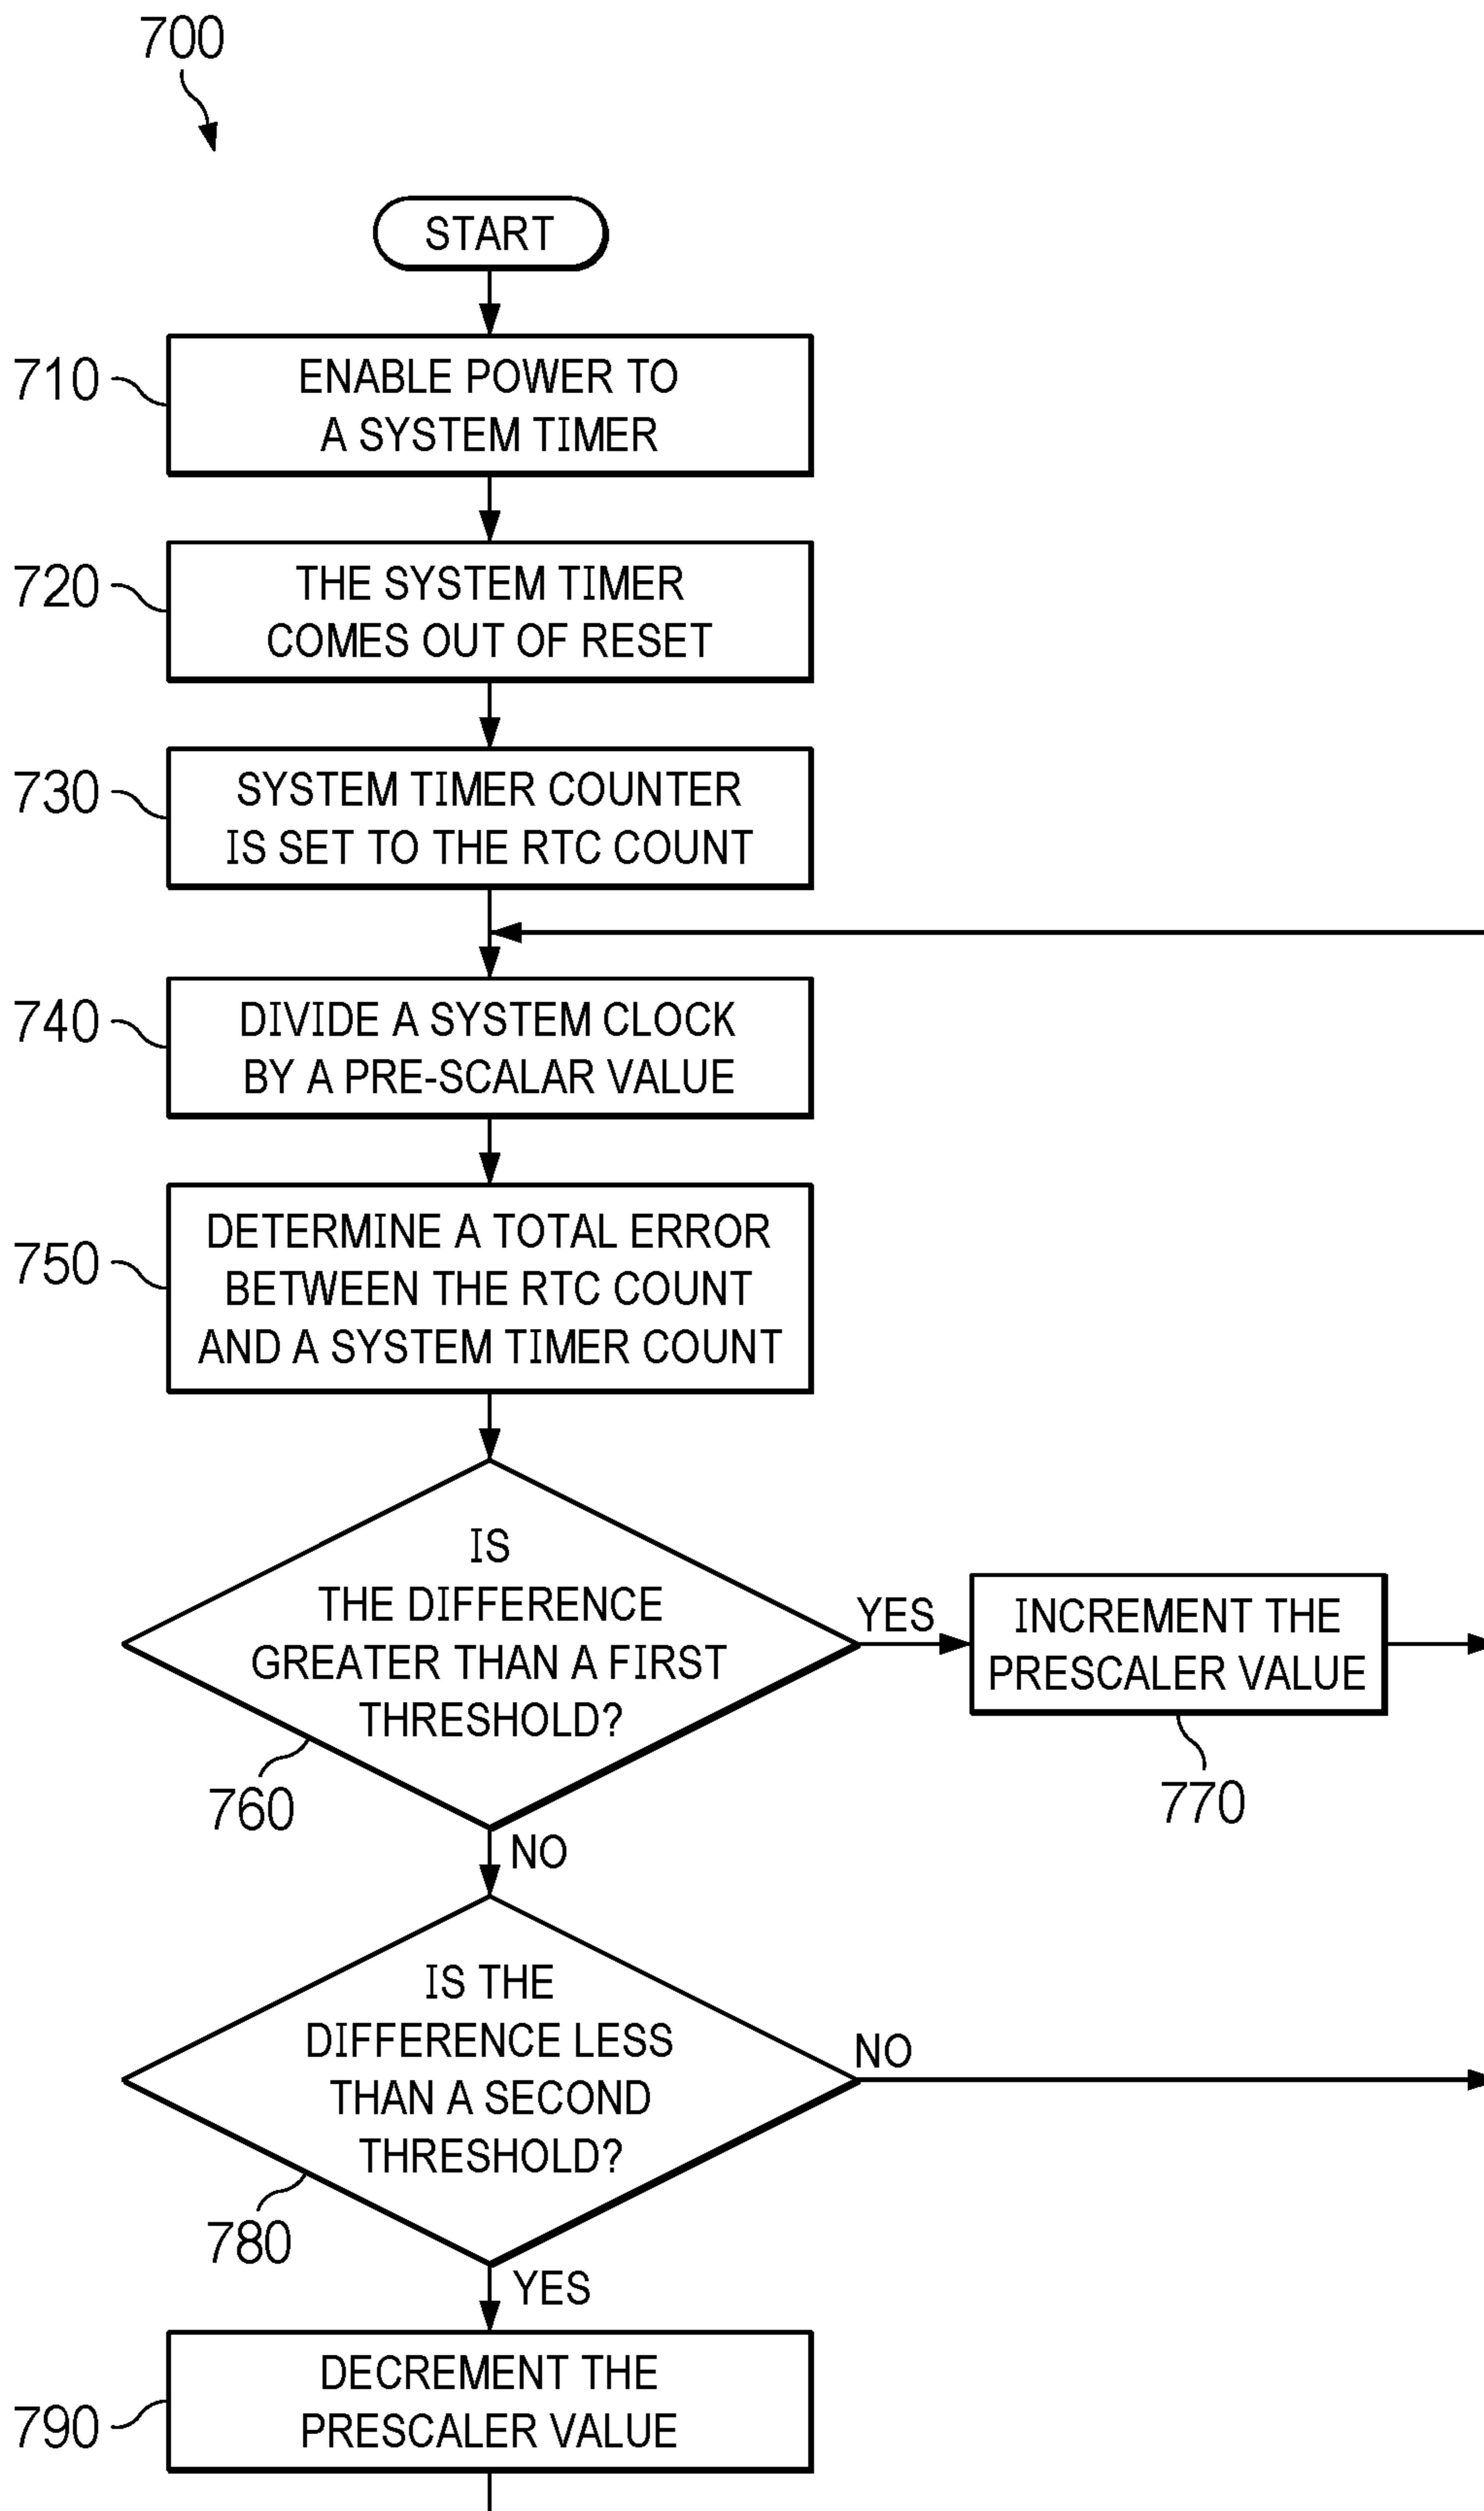 700
START
710
ENABLE POWER TO
A SYSTEM TIMER
720
THE SYSTEM TIMER
COMES OUT OF RESET
730
SYSTEM TIMER COUNTER
IS SET TO THE RTC COUNT
740
DIVIDE A SYSTEM CLOCK
BY A PRE-SCALAR VALUE
750
DETERMINE A TOTAL ERROR
BETWEEN THE RTC COUNT
AND A SYSTEM TIMER COUNT
IS
THE DIFFERENCE
GREATER THAN A FIRST
THRESHOLD?
760
YES
INCREMENT THE
PRESCALER VALUE
770
NO
IS THE
DIFFERENCE LESS
THAN A SECOND
THRESHOLD?
780
NO
YES
790
DECREMENT THE
PRESCALER VALUE